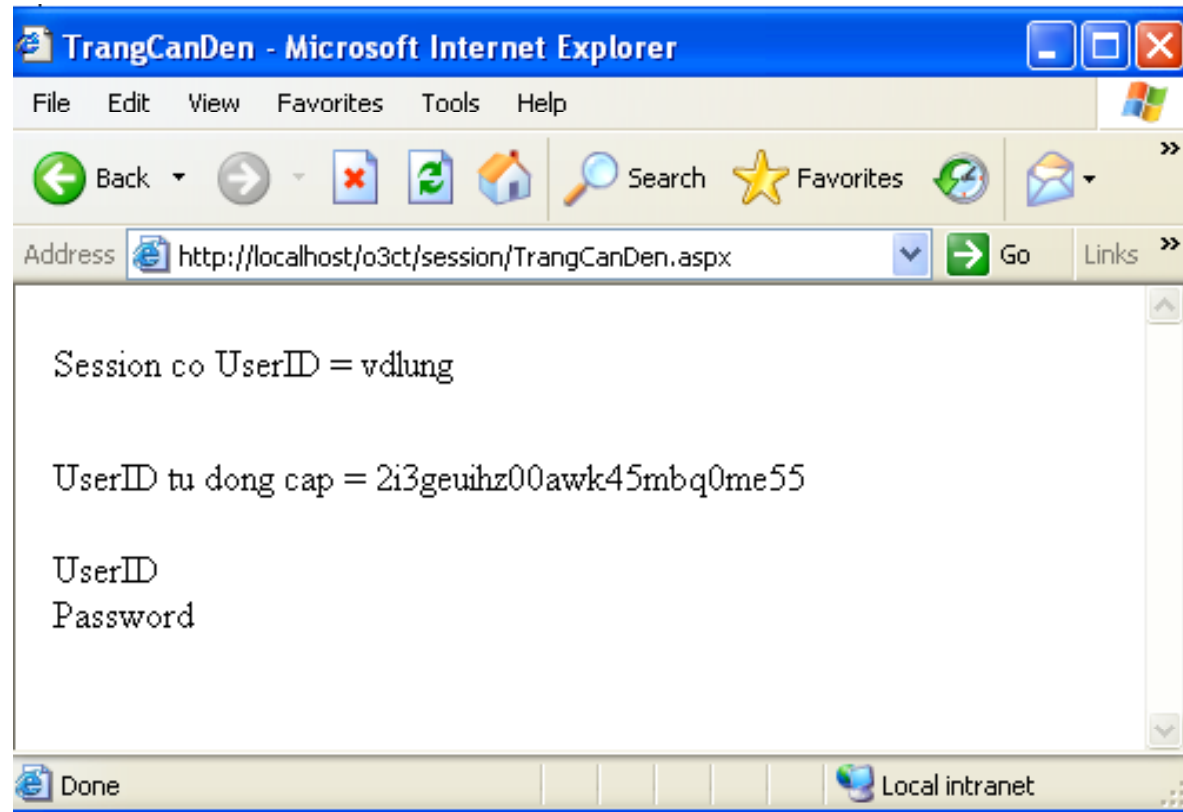 TrangCanDen - Microsoft Internet Explorer
File Edit View Favorites Tools Help
Back Search Favorites »
Address http://localhost/o3ct/session/TrangCanDen.aspx Go Links »
Session co UserID = vdlung
UserID tu dong cap = 2i3geuihz00awk45mbq0me55
UserID
Password
Done Local intranet